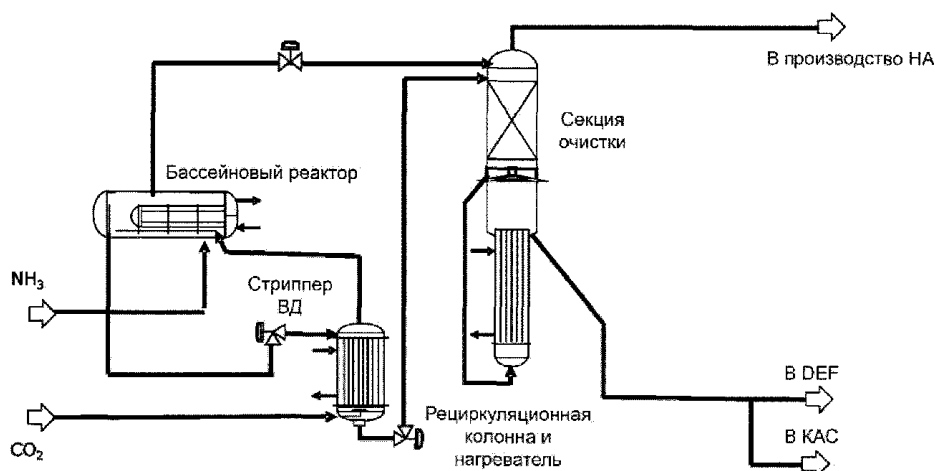 В производство НА
Секция
очистки
Бассейновый реактор
NH₃
Стриппер
ВД
В DEF
Рециркуляционная
колонна и
нагреватель
В КАС
CO₂